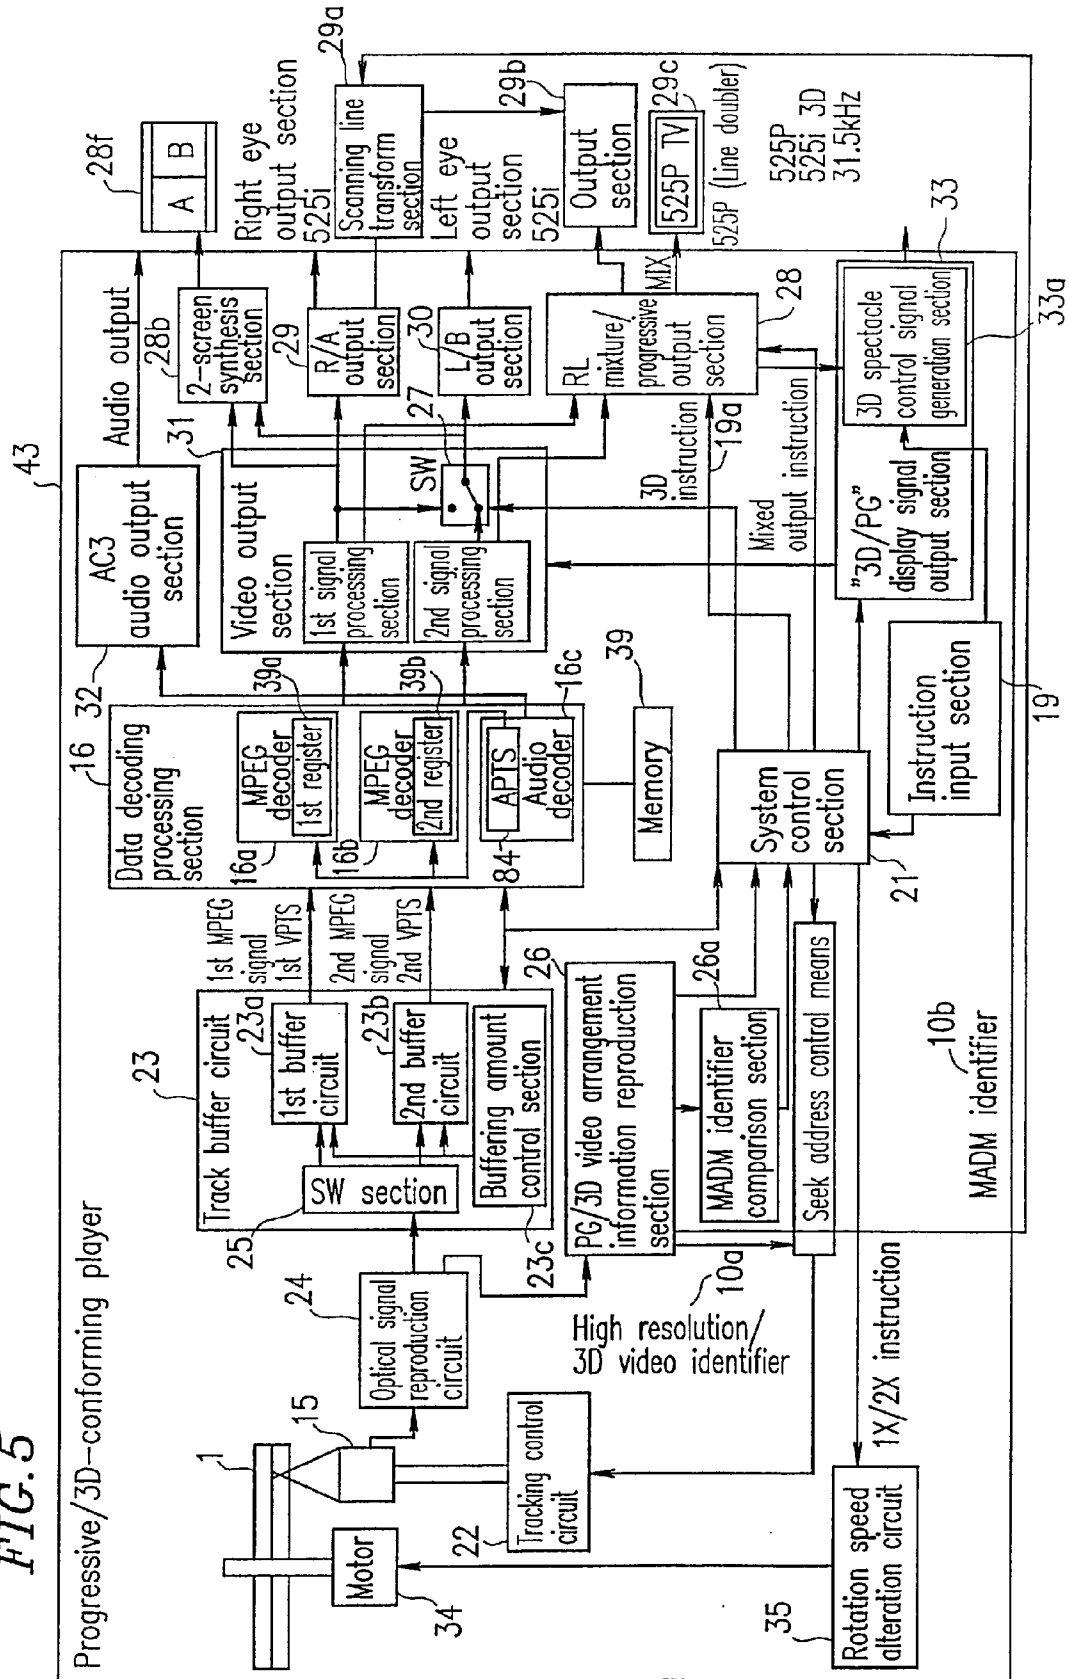 FIG.5
Progressive/3D-conforming player
43
1
15
Motor
34
22
Tracking control
circuit
35
Rotation speed
alteration circuit
1X/2X instruction
24
Optical signal
reproduction
circuit
High resolution/
3D video identifier
10a
23
Track buffer circuit
23a
1st buffer
circuit
23b
2nd buffer
circuit
25
SW section
Buffering amount
control section
23c
26
PG/3D video arrangement
information reproduction
section
26a
MADM identifier
comparison section
Seek address control means
MADM identifier
10b
1st MPEG
signal
1st VPTS
2nd MPEG
signal
2nd VPTS
16
Data decoding
processing
section
MPEG
decoder
1st register
39a
16a
MPEG
decoder
2nd register
39b
16b
APTS
Audio
decoder
84
16c
Memory
39
System
control
section
21
Instruction
input section
19
32
AC3
audio output
section
Audio output
31
Video output
section
1st signal
processing
section
2nd signal
processing
section
SW
27
3D
instruction
19a
Mixed
output instruction
"3D/PG"
display signal
output section
3D spectacle
control signal
generation section
33
33a
28b
2-screen
synthesis
section
29
R/A
output
section
30
L/B
output
section
RL
mixture/
progressive
output
section
28
MIX
28f
A
B
Right eye
output section
525i
29a
Scanning line
transform
section
Left eye
output
section
525i
29b
Output
section
29c
525P TV
525P (Line doubler)
525P
525i 3D
31.5kHz